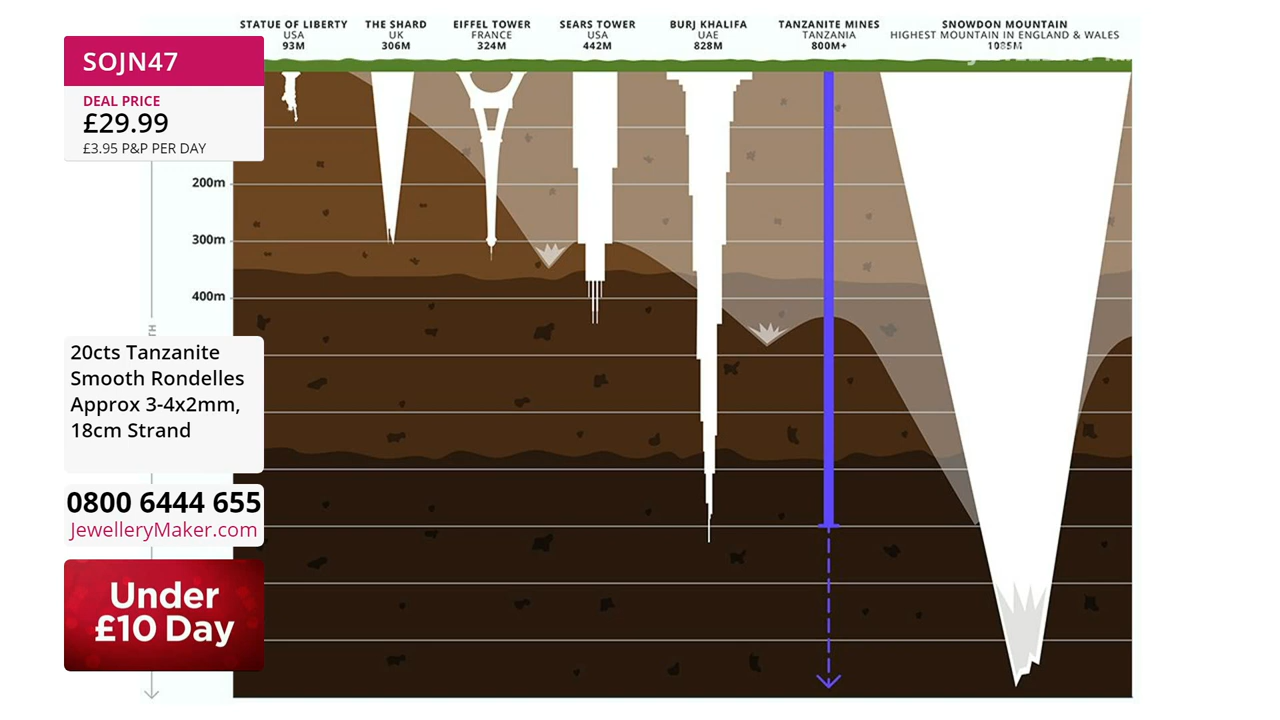 STATUE OF LIBERTY
USA
93M
THE SHARD
UK
306M
EIFFEL TOWER
FRANCE
324M
SEARS TOWER
USA
442M
BURJ KHALIFA
UAE
828M
TANZANITE MINES
TANZANIA
800M+
SNOWDON MOUNTAIN
HIGHEST MOUNTAIN IN ENGLAND & WALES
1085M
SOJN47
DEAL PRICE
£29.99
£3.95 P&P PER DAY
200m
300m
400m
20cts Tanzanite
Smooth Rondelles
Approx 3-4x2mm,
18cm Strand
0800 6444 655
JewelleryMaker.com
Under
£10 Day